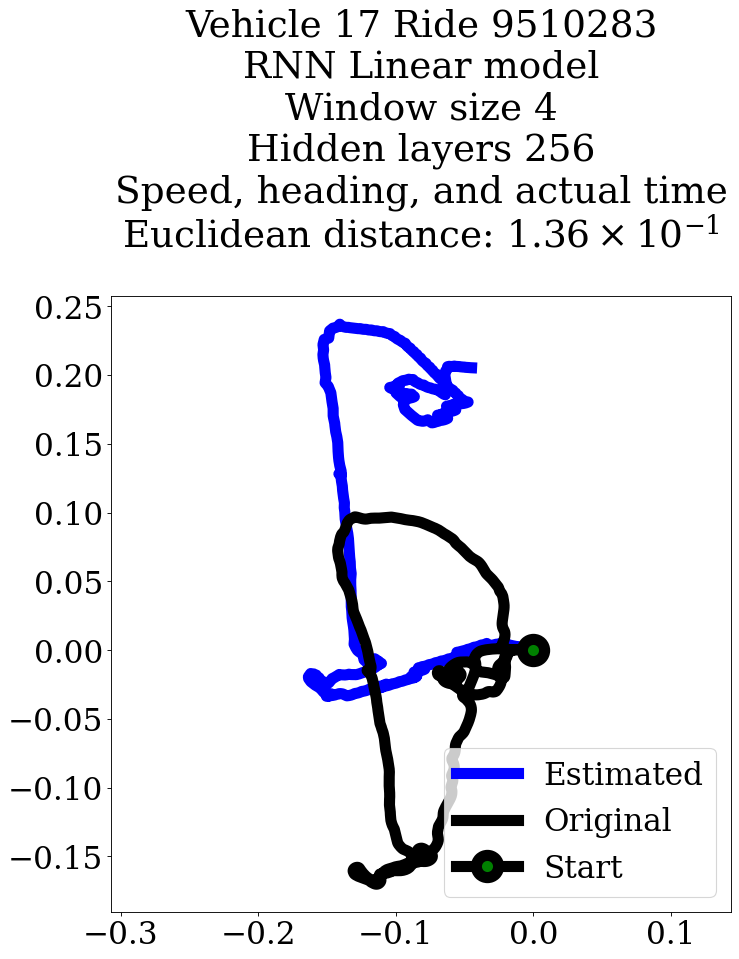 Vehicle 17 Ride 9510283
RNN Linear model
Window size 4
Hidden layers 256
Speed, heading, and actual time
Euclidean distance: 1.36 × 10⁻¹
0.25
0.20
0.15
0.10
0.05
0.00
−0.05
−0.10
−0.15
Estimated
Original
Start
−0.3 −0.2 −0.1 0.0 0.1